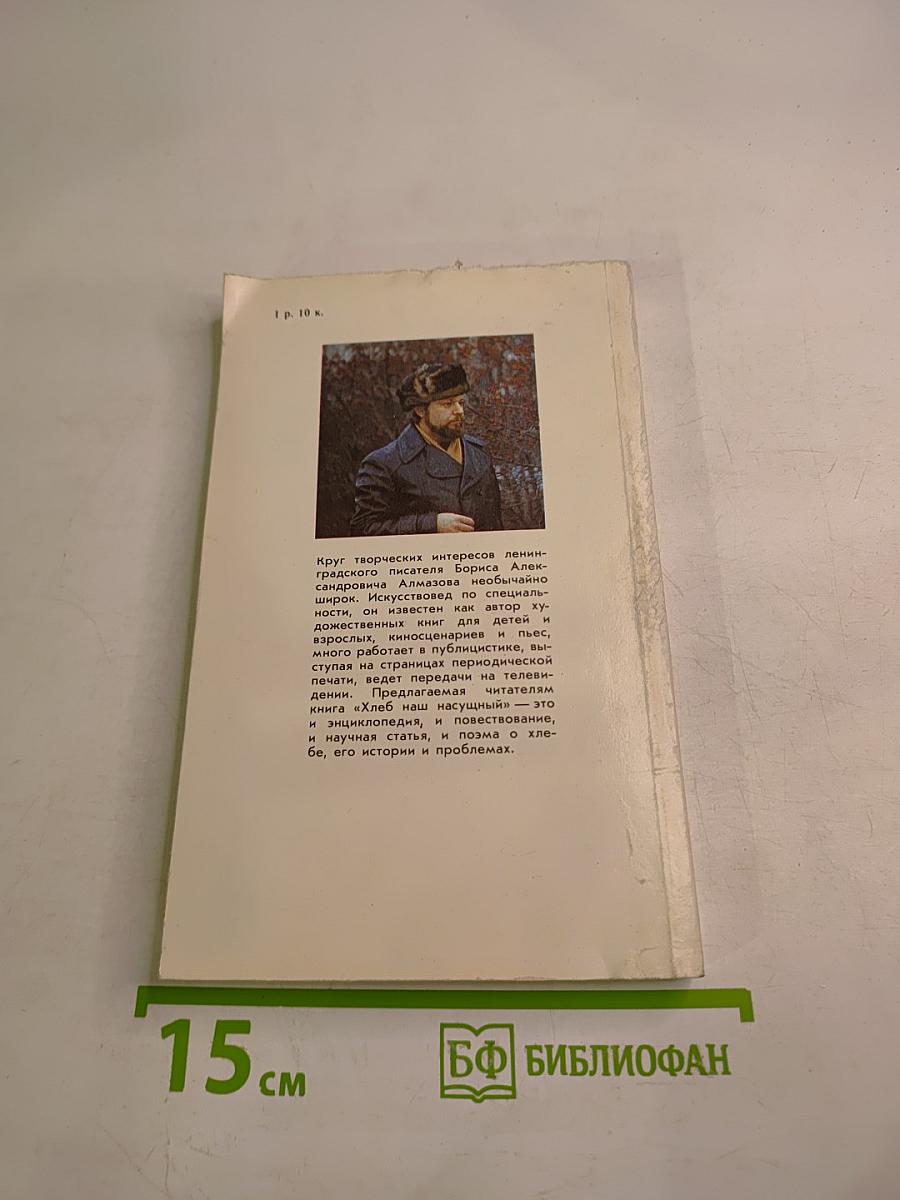 1 р. 10 к.
Круг творческих интересов ленин-
градского писателя Бориса Алек-
сандровича Алмазова необычайно
широк. Искусствовед по специаль-
ности, он известен как автор ху-
дожественных книг для детей и
взрослых, киносценариев и пьес,
много работает в публицистике, вы-
ступая на страницах периодической
печати, ведет передачи на телеви-
дении. Предлагаемая читателям
книга «Хлеб наш насущный» — это
и энциклопедия, и повествование,
и научная статья, и поэма о хле-
бе, его истории и проблемах.
15 см
БФ БИБЛИОФАН